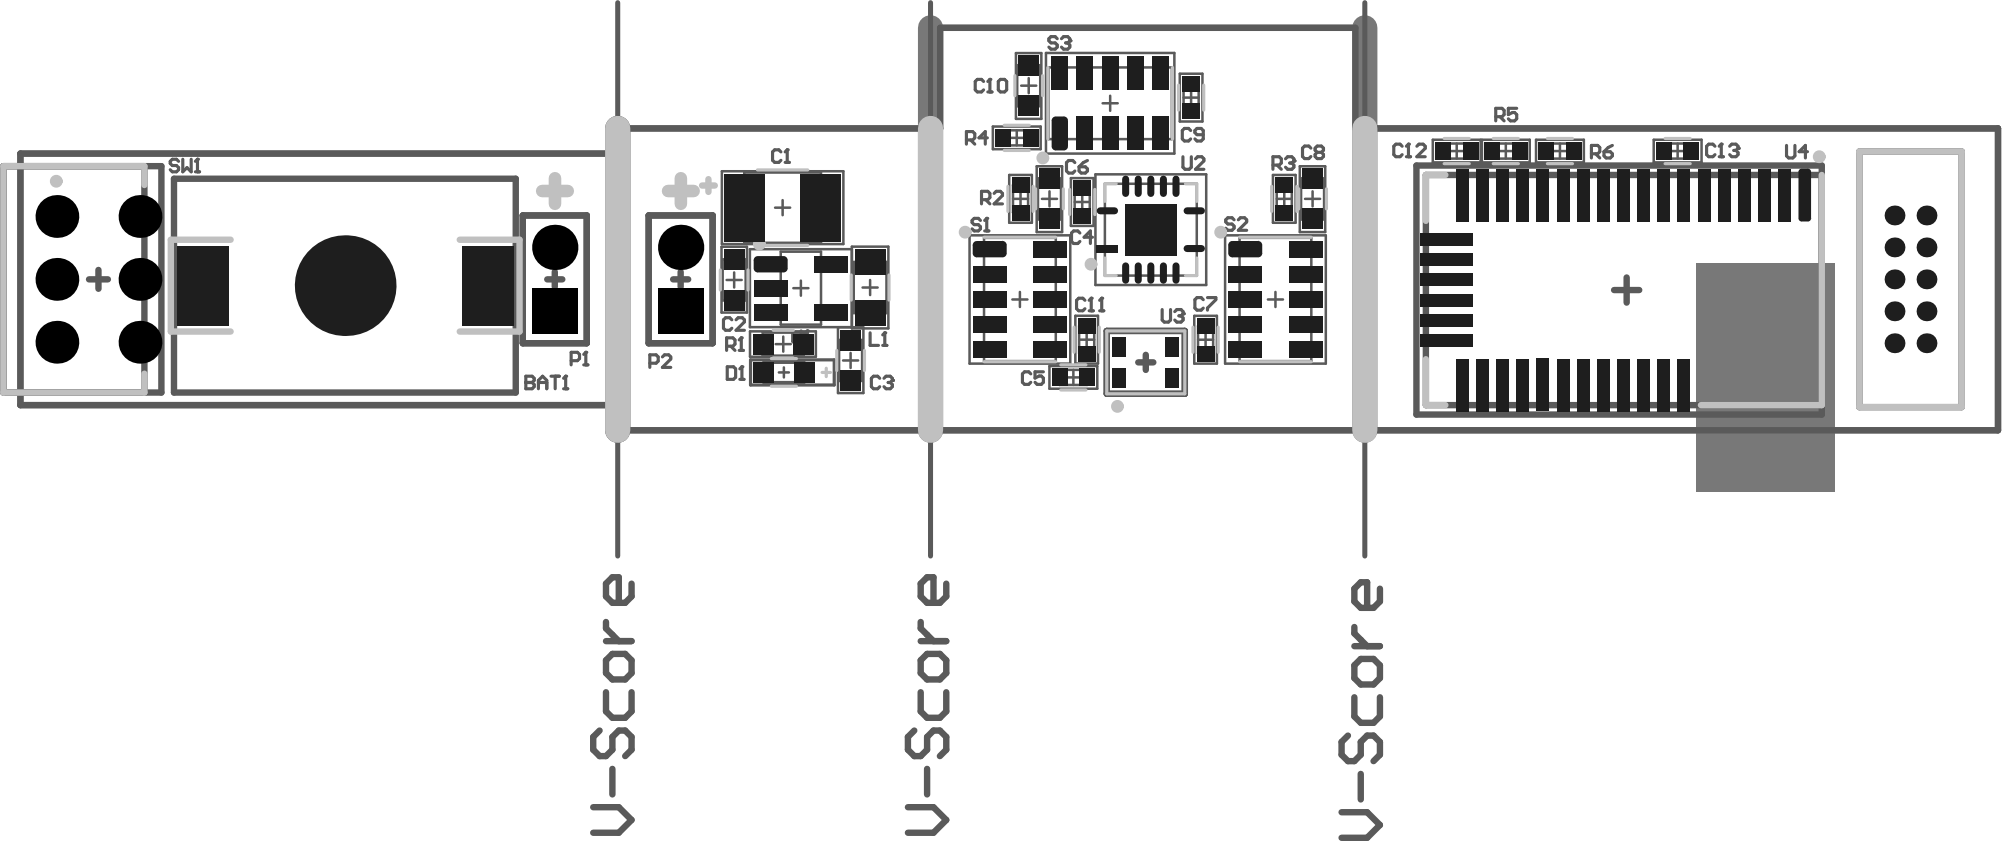 SW1
BAT1
P1
P2
C1
C2
R1
D1
L1
C3
S3
C10
R4
C9
C6
U2
R3
C8
R2
S1
C4
S2
C11
U3
C7
C5
R5
C12
R6
C13
U4
V-Score
V-Score
V-Score